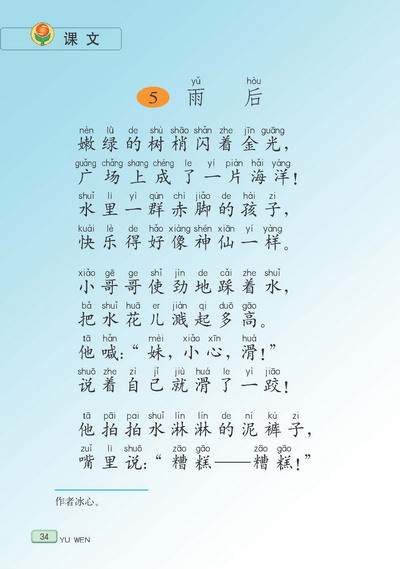 课文
yǔ hòu
5 雨 后
nèn lǜ de shù shāo shǎn zhe jīn guāng
嫩绿的树梢闪着金光，
guǎng chǎng shang chéng le yí piàn hǎi yáng
广场上成了一片海洋！
shuǐ li yì qún chì jiǎo de hái zi
水里一群赤脚的孩子，
kuài lè de hǎo xiàng shén xiān yí yàng
快乐得好像神仙一样。
xiǎo gē ge shǐ jìn de cǎi zhe shuǐ
小哥哥使劲地踩着水，
bǎ shuǐ huā er jiàn qi duō gāo
把水花儿溅起多高。
tā hǎn mèi xiǎo xīn huá
他喊：“妹，小心，滑！”
shuō zhe zì jǐ jiù huá le yì jiāo
说着自己就滑了一跤！
tā pāi pai shuǐ lín lín de ní kù zi
他拍拍水淋淋的泥裤子，
zuǐ li shuō zāo gāo zāo gāo
嘴里说：“糟糕——糟糕！”
作者冰心。
34 YU WEN